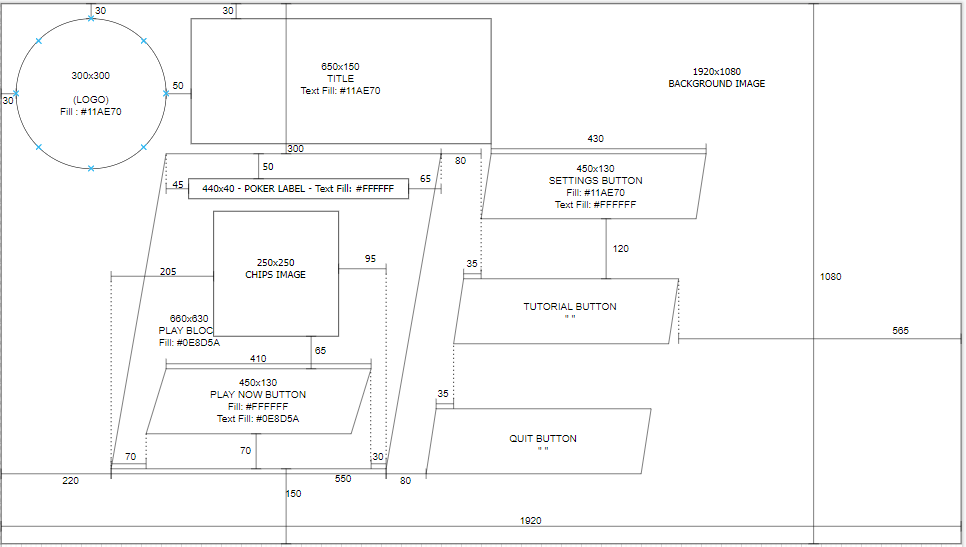 30
30
300x300
(LOGO)
Fill : #11AE70
30
50
650x150
TITLE
Text Fill: #11AE70
1920x1080
BACKGROUND IMAGE
300
50
80
430
45
440x40 - POKER LABEL - Text Fill: #FFFFFF
65
450x130
SETTINGS BUTTON
Fill: #11AE70
Text Fill: #FFFFFF
120
250x250
CHIPS IMAGE
205
95
35
1080
TUTORIAL BUTTON
" "
660x630
PLAY BLOC
Fill: #0E8D5A
565
65
410
450x130
PLAY NOW BUTTON
Fill: #FFFFFF
Text Fill: #0E8D5A
35
QUIT BUTTON
" "
70
70
30
220
550
80
150
1920